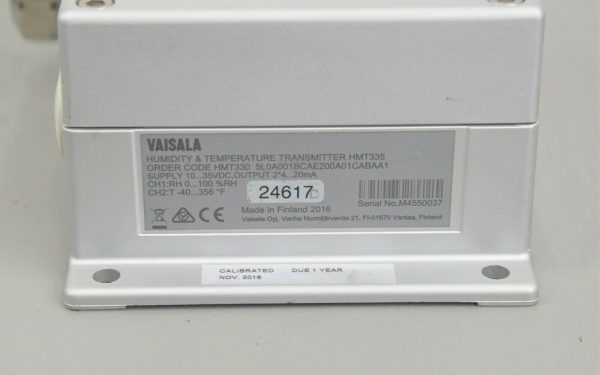 VAISALA
HUMIDITY & TEMPERATURE TRANSMITTER HMT335
ORDER CODE HMT330 5L0A001BCAE200A01CABAA1
SUPPLY 10...35VDC,OUTPUT 2*4...20mA
CH1:RH 0...100 %RH
CH2:T -40...356 °F
24617
Serial No.M4550037
Made in Finland 2016
Vaisala Oyj, Vanha Nurmijärventie 21, FI-01670 Vantaa, Finland
CALIBRATED DUE 1 YEAR
NOV. 2016